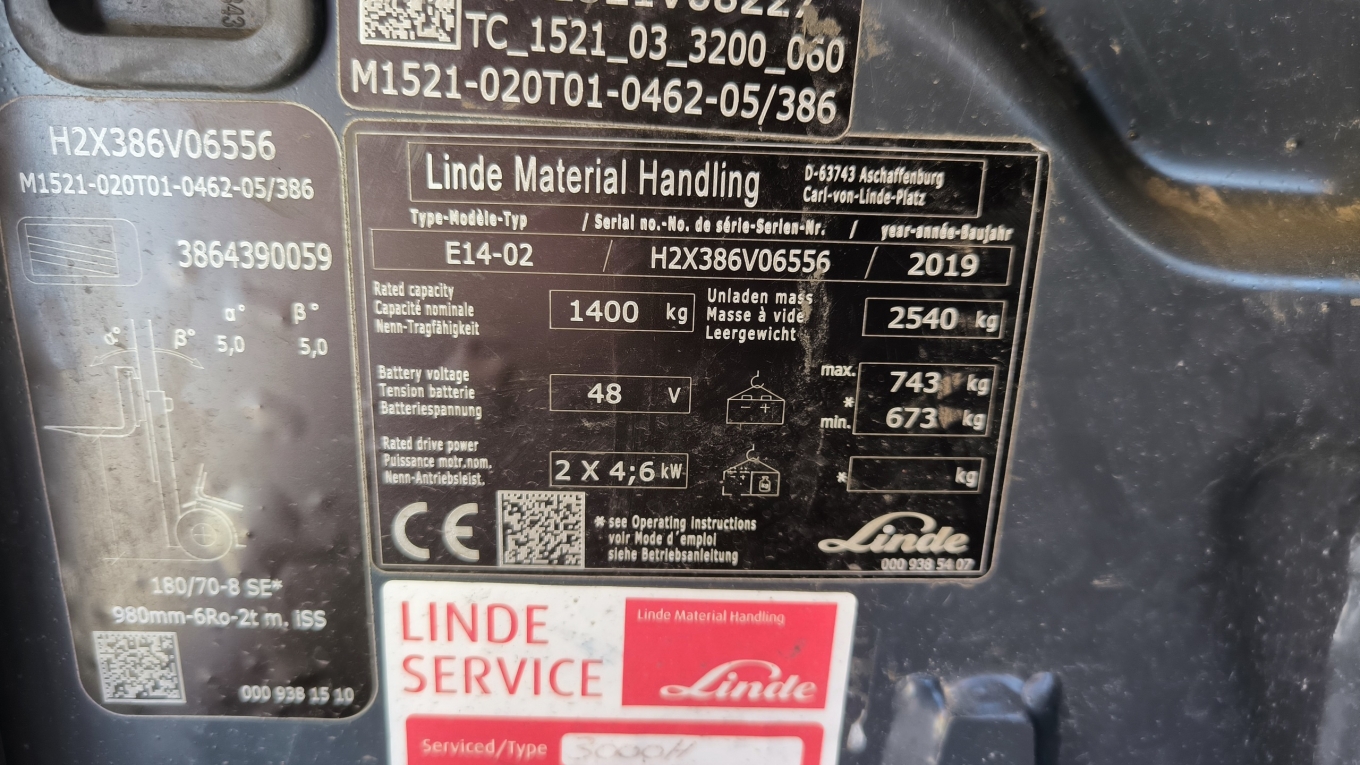 TC_1521_03_3200_060
M1521-020T01-0462-05/386
H2X386V06556
M1521-020T01-0462-05/386
3864390059
α° β°
α° β° 5,0 5,0
180/70-8 SE*
980mm-6Ro-2t m. iSS
000 938 15 10
Linde Material Handling
D-63743 Aschaffenburg
Carl-von-Linde-Platz
Type-Modèle-Typ / Serial no.-No. de série-Serien-Nr. / year-année-Baujahr
E14-02 / H2X386V06556 / 2019
Rated capacity
Capacité nominale
Nenn-Tragfähigkeit
1400 kg
Unladen mass
Masse à vide
Leergewicht
2540 kg
Battery voltage
Tension batterie
Batteriespannung
48 V
- +
max. 743 kg
*
min. 673 kg
Rated drive power
Puissance motr.nom.
Nenn-Antriebsleist.
2 X 4;6 kW
kg
* kg
CE
* see Operating instructions
voir Mode d'emploi
siehe Betriebsanleitung
Linde
000 938 54 07
LINDE
SERVICE
Linde Material Handling
Linde
Serviced/Type 3000H